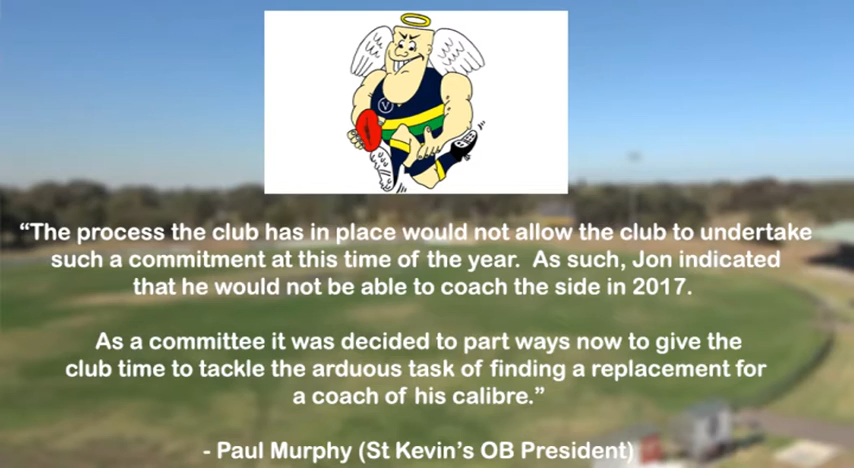 V
“The process the club has in place would not allow the club to undertake
such a commitment at this time of the year.  As such, Jon indicated
that he would not be able to coach the side in 2017.
As a committee it was decided to part ways now to give the
club time to tackle the arduous task of finding a replacement for
a coach of his calibre.”
- Paul Murphy (St Kevin’s OB President)